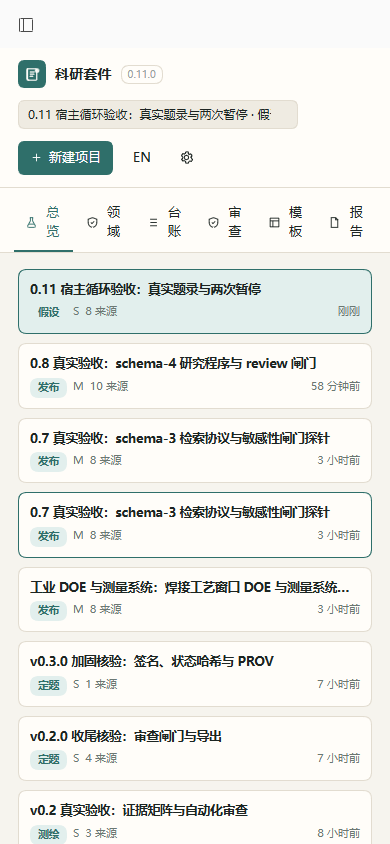 科研套件 0.11.0
0.11 宿主循环验收：真实题录与两次暂停 · 假
+ 新建项目 EN
总览 领域 台账 审查 模板 报告
0.11 宿主循环验收：真实题录与两次暂停
假设 S 8 来源 刚刚
0.8 真实验收：schema-4 研究程序与 review 闸门
发布 M 10 来源 58 分钟前
0.7 真实验收：schema-3 检索协议与敏感性闸门探针
发布 M 8 来源 3 小时前
0.7 真实验收：schema-3 检索协议与敏感性闸门探针
发布 M 8 来源 3 小时前
工业 DOE 与测量系统：焊接工艺窗口 DOE 与测量系统...
发布 M 8 来源 3 小时前
v0.3.0 加固核验：签名、状态哈希与 PROV
定题 S 1 来源 7 小时前
v0.2.0 收尾核验：审查闸门与导出
定题 S 4 来源 7 小时前
v0.2 真实验收：证据矩阵与自动化审查
测绘 S 3 来源 8 小时前